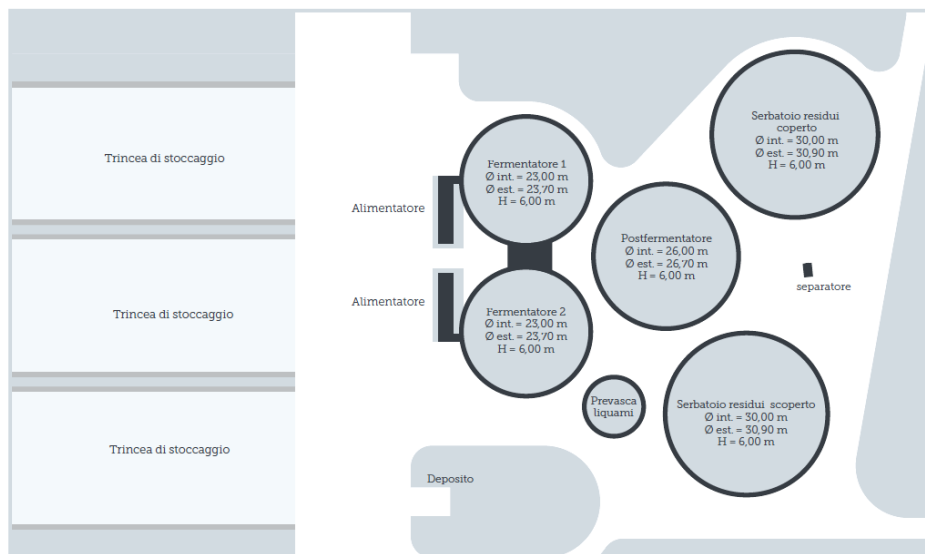 Serbatoio residui
coperto
Ø int. = 30,00 m
Ø est. = 30,90 m
H = 6,00 m
Trincea di stoccaggio
Fermentatore 1
Ø int. = 23,00 m
Ø est. = 23,70 m
H = 6,00 m
Alimentatore
Postfermentatore
Ø int. = 26,00 m
Ø est. = 26,70 m
H = 6,00 m
separatore
Alimentatore
Trincea di stoccaggio
Fermentatore 2
Ø int. = 23,00 m
Ø est. = 23,70 m
H = 6,00 m
Prevasca
liquami
Serbatoio residui scoperto
Ø int. = 30,00 m
Ø est. = 30,90 m
H = 6,00 m
Trincea di stoccaggio
Deposito